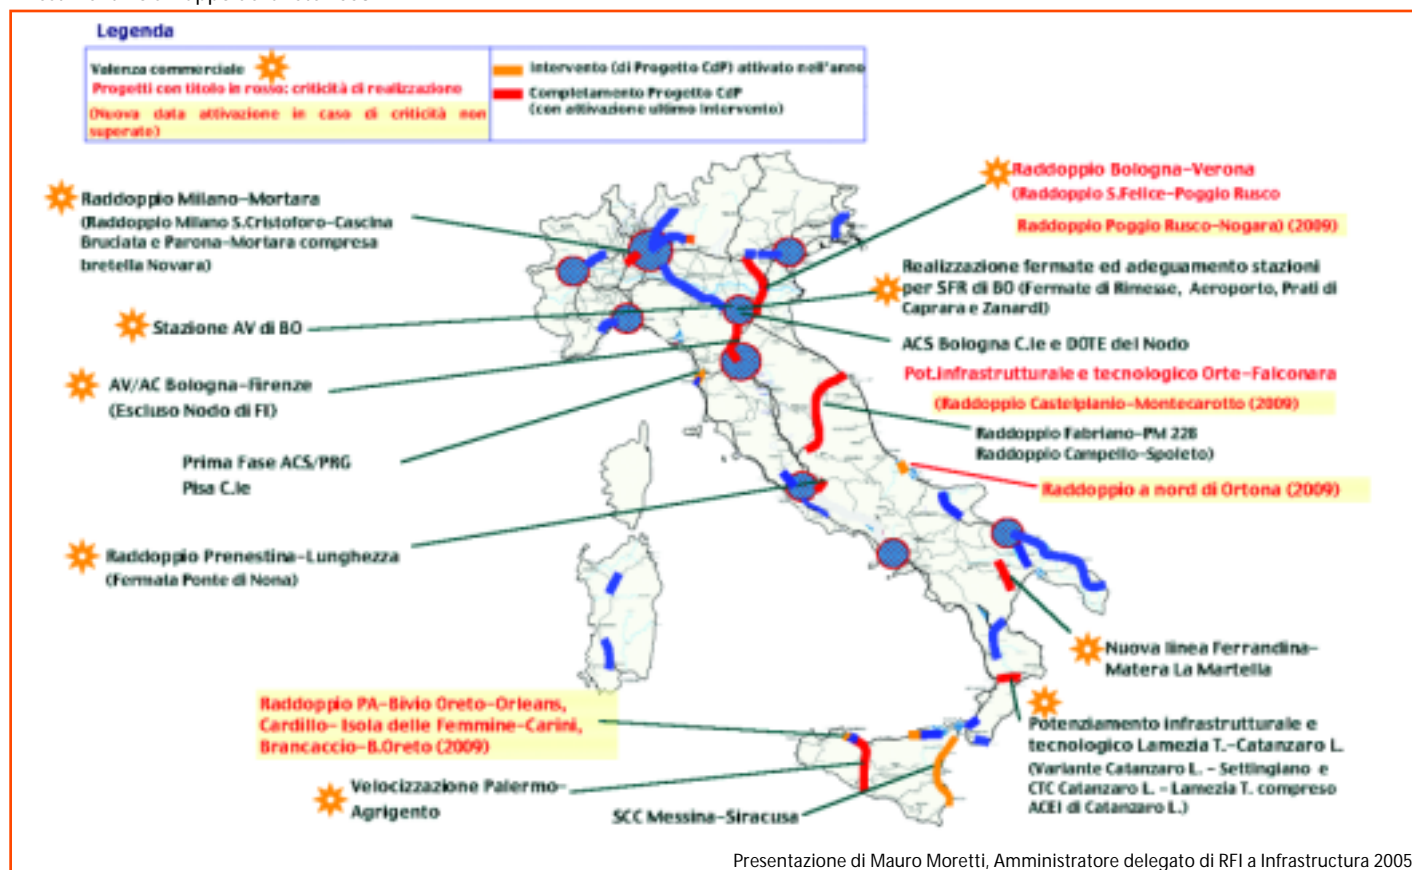 Legenda
Valenza commerciale
Progetti con titolo in rosso: criticità di realizzazione
(Nuova data attivazione in caso di criticità non
superate)
Intervento (di Progetto CdP) attivato nell'anno
Completamento Progetto CdP
(con attivazione ultimo intervento)
Raddoppio Milano-Mortara
(Raddoppio Milano S.Cristoforo-Cascina
Bruciata e Parona-Mortara compresa
bretella Novara)
Stazione AV di BO
AV/AC Bologna-Firenze
(Escluso Nodo di FI)
Prima Fase ACS/PRG
Pisa C.le
Raddoppio Prenestina-Lunghezza
(Fermata Ponte di Nona)
Raddoppio PA-Bivio Oreto-Orleans,
Cardillo- Isola delle Femmine-Carini,
Brancaccio-B.Oreto (2009)
Velocizzazione Palermo-
Agrigento
SCC Messina-Siracusa
Raddoppio Bologna-Verona
(Raddoppio S.Felice-Poggio Rusco
Raddoppio Poggio Rusco-Nogara) (2009)
Realizzazione fermate ed adeguamento stazioni
per SFR di BO (Fermate di Rimesse, Aeroporto, Prati di
Caprara e Zanardi)
ACS Bologna C.le e DOTE del Nodo
Pot.infrastrutturale e tecnologico Orte-Falconara
(Raddoppio Castelplanio-Montecarotto (2009)
Raddoppio Fabriano-PM 228
Raddoppio Campello-Spoleto)
Raddoppio a nord di Ortona (2009)
Nuova linea Ferrandina-
Matera La Martella
Potenziamento infrastrutturale e
tecnologico Lamezia T.-Catanzaro L.
(Variante Catanzaro L. - Settingiano e
CTC Catanzaro L. - Lamezia T. compreso
ACEI di Catanzaro L.)
Presentazione di Mauro Moretti, Amministratore delegato di RFI a Infrastructura 2005